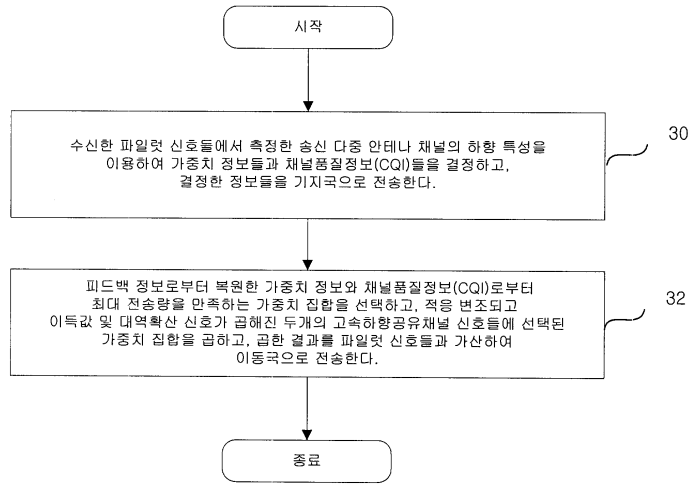 시작
수신한 파일럿 신호들에서 측정한 송신 다중 안테나 채널의 하향 특성을
이용하여 가중치 정보들과 채널품질정보(CQI)들을 결정하고,
결정한 정보들을 기지국으로 전송한다.
30
피드백 정보로부터 복원한 가중치 정보와 채널품질정보(CQI)로부터
최대 전송량을 만족하는 가중치 집합을 선택하고, 적응 변조되고
이득값 및 대역확산 신호가 곱해진 두개의 고속하향공유채널 신호들에 선택된
가중치 집합을 곱하고, 곱한 결과를 파일럿 신호들과 가산하여
이동국으로 전송한다.
32
종료